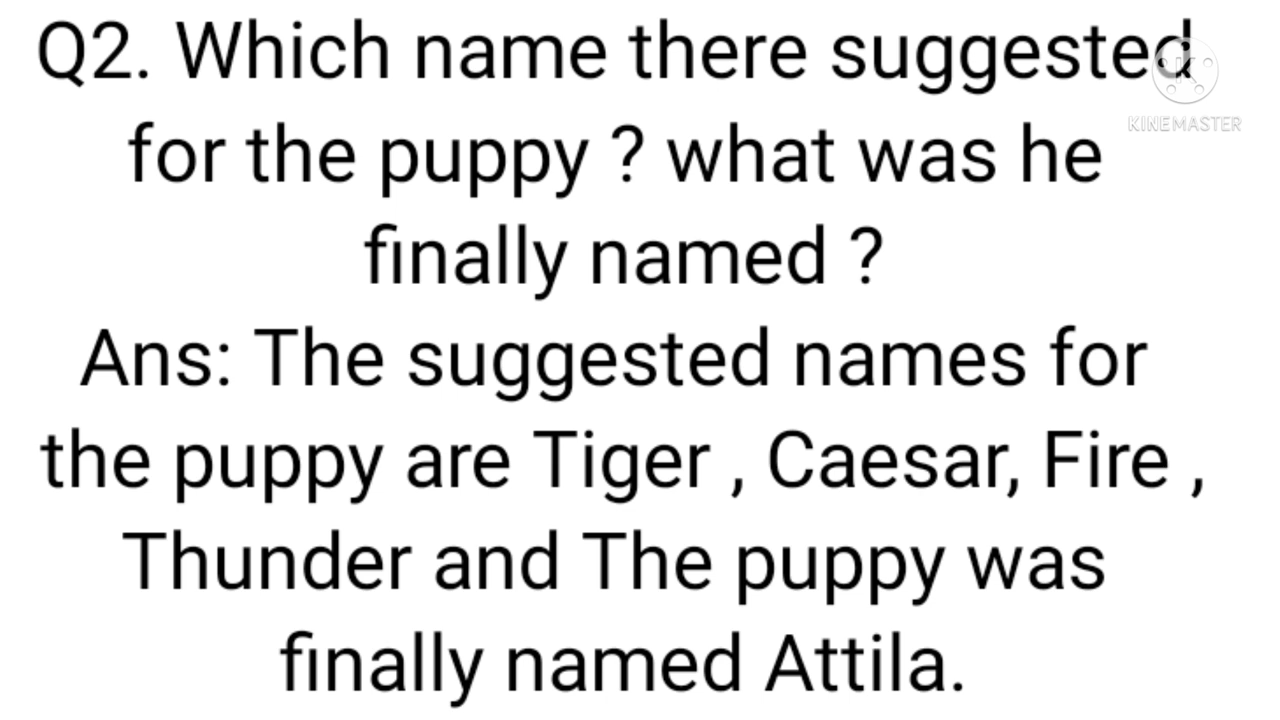 Q2. Which name there suggested
for the puppy ? what was he
finally named ?
Ans: The suggested names for
the puppy are Tiger , Caesar, Fire ,
Thunder and The puppy was
finally named Attila.
K
KINEMASTER